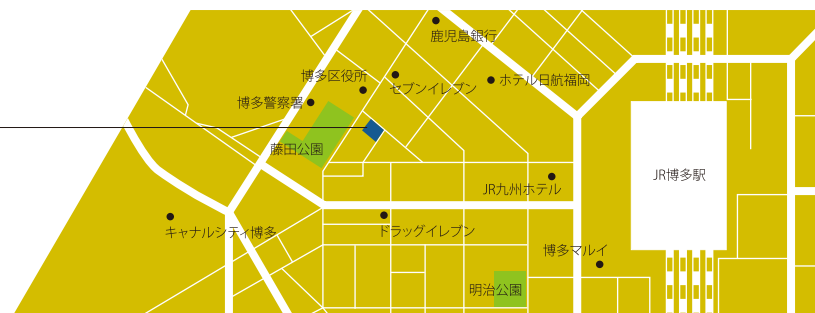 鹿児島銀行
博多区役所
セブンイレブン
ホテル日航福岡
博多警察署
藤田公園
JR博多駅
JR九州ホテル
キャナルシティ博多
ドラッグイレブン
博多マルイ
明治公園